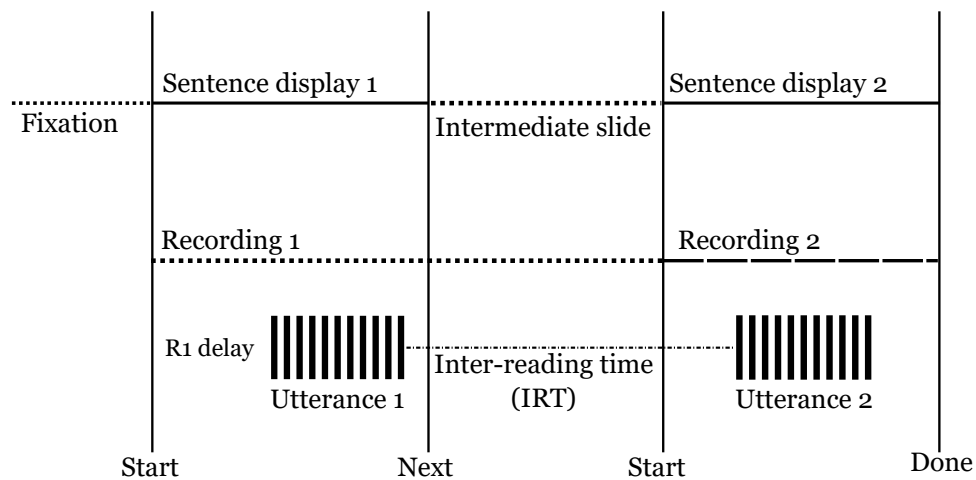 Sentence display 1
Sentence display 2
Fixation
Intermediate slide
Recording 1
Recording 2
R1 delay
Inter-reading time
(IRT)
Utterance 1
Utterance 2
Start
Next
Start
Done